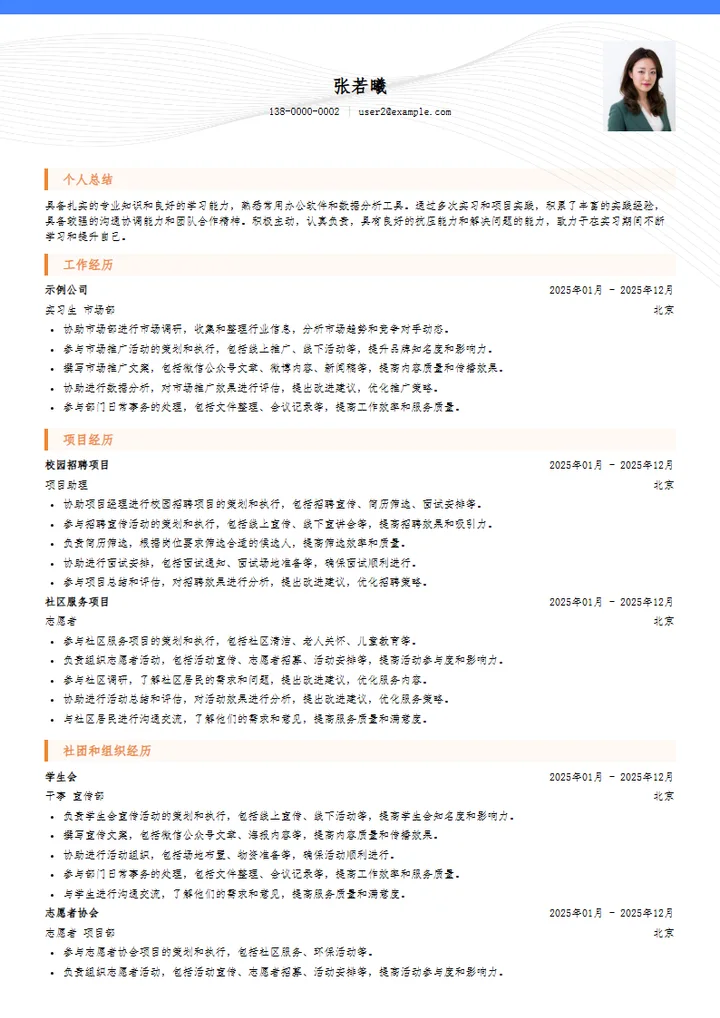 张若曦
138-0000-0002 | user2@example.com
个人总结
具备扎实的专业知识和良好的学习能力，熟悉常用办公软件和数据分析工具。通过多次实习和项目实践，积累了丰富的实践经验，
具备较强的沟通协调能力和团队合作精神。积极主动，认真负责，具有良好的抗压能力和解决问题的能力，致力于在实习期间不断
学习和提升自己。
工作经历
示例公司 2025年01月 - 2025年12月
实习生 市场部 北京
• 协助市场部进行市场调研，收集和整理行业信息，分析市场趋势和竞争对手动态。
• 参与市场推广活动的策划和执行，包括线上推广、线下活动等，提升品牌知名度和影响力。
• 撰写市场推广文案，包括微信公众号文章、微博内容、新闻稿等，提高内容质量和传播效果。
• 协助进行数据分析，对市场推广效果进行评估，提出改进建议，优化推广策略。
• 参与部门日常事务的处理，包括文件整理、会议记录等，提高工作效率和服务质量。
项目经历
校园招聘项目 2025年01月 - 2025年12月
项目助理 北京
• 协助项目经理进行校园招聘项目的策划和执行，包括招聘宣传、简历筛选、面试安排等。
• 参与招聘宣传活动的策划和执行，包括线上宣传、线下宣讲会等，提高招聘效果和吸引力。
• 负责简历筛选，根据岗位要求筛选合适的候选人，提高筛选效率和质量。
• 协助进行面试安排，包括面试通知、面试场地准备等，确保面试顺利进行。
• 参与项目总结和评估，对招聘效果进行分析，提出改进建议，优化招聘策略。
社区服务项目 2025年01月 - 2025年12月
志愿者 北京
• 参与社区服务项目的策划和执行，包括社区清洁、老人关怀、儿童教育等。
• 负责组织志愿者活动，包括活动宣传、志愿者招募、活动安排等，提高活动参与度和影响力。
• 参与社区调研，了解社区居民的需求和问题，提出改进建议，优化服务内容。
• 协助进行活动总结和评估，对活动效果进行分析，提出改进建议，优化服务策略。
• 与社区居民进行沟通交流，了解他们的需求和意见，提高服务质量和满意度。
社团和组织经历
学生会 2025年01月 - 2025年12月
干事 宣传部 北京
• 负责学生会宣传活动的策划和执行，包括线上宣传、线下活动等，提高学生会知名度和影响力。
• 撰写宣传文案，包括微信公众号文章、海报内容等，提高内容质量和传播效果。
• 协助进行活动组织，包括场地布置、物资准备等，确保活动顺利进行。
• 参与部门日常事务的处理，包括文件整理、会议记录等，提高工作效率和服务质量。
• 与学生进行沟通交流，了解他们的需求和意见，提高服务质量和满意度。
志愿者协会 2025年01月 - 2025年12月
志愿者 项目部 北京
• 参与志愿者协会项目的策划和执行，包括社区服务、环保活动等。
• 负责组织志愿者活动，包括活动宣传、志愿者招募、活动安排等，提高活动参与度和影响力。